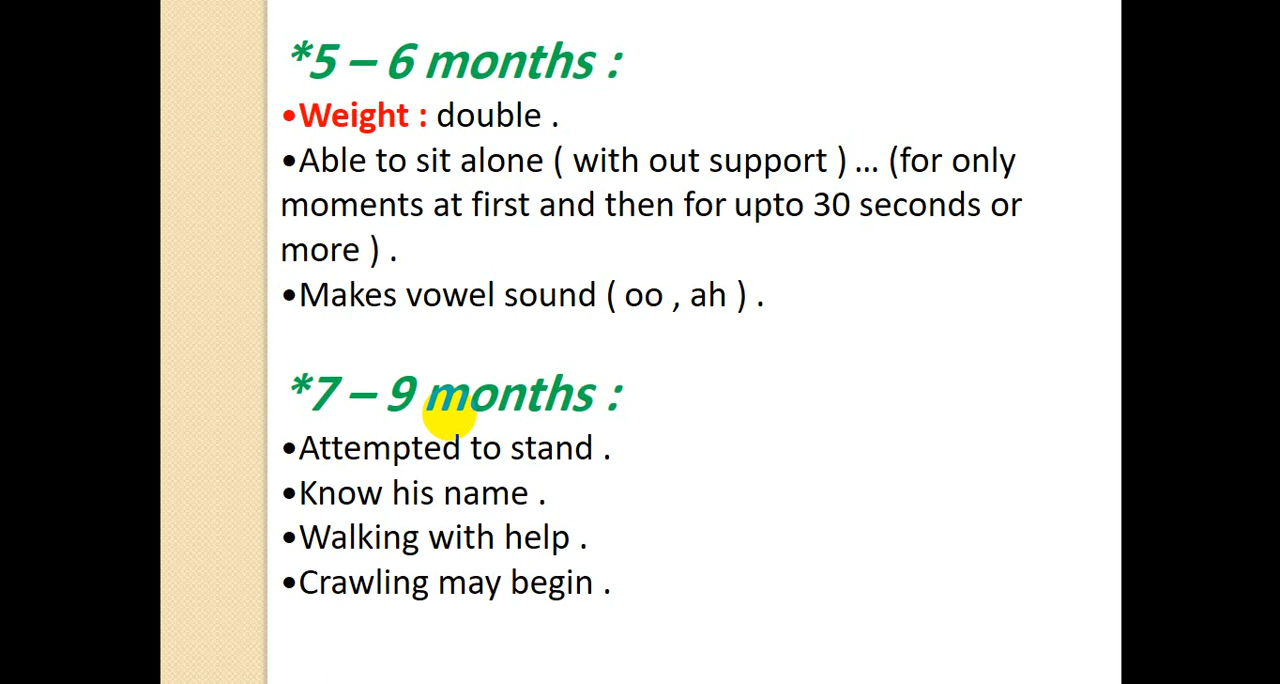 *5 – 6 months :
•Weight : double .
•Able to sit alone ( with out support ) ... (for only
moments at first and then for upto 30 seconds or
more ) .
•Makes vowel sound ( oo , ah ) .
*7 – 9 months :
•Attempted to stand .
•Know his name .
•Walking with help .
•Crawling may begin .